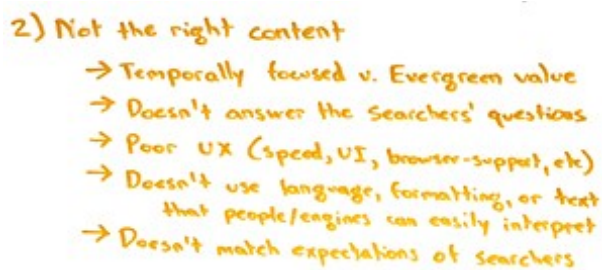 2) Not the right content
→ Temporally focused v. Evergreen value
→ Doesn't answer the searchers' questions
→ Poor UX (speed, UI, browser-support, etc)
→ Doesn't use language, formatting, or text
that people/engines can easily interpret
→ Doesn't match expectations of searchers